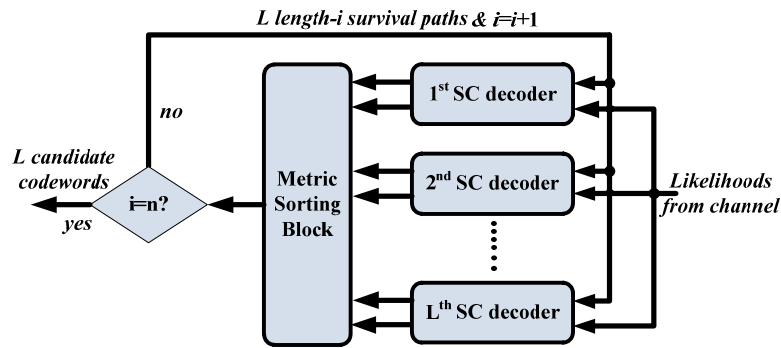 L length-i survival paths & i=i+1
1st SC decoder
no
L candidate
codewords
yes
i=n?
Metric
Sorting
Block
2nd SC decoder
Likelihoods
from channel
Lth SC decoder